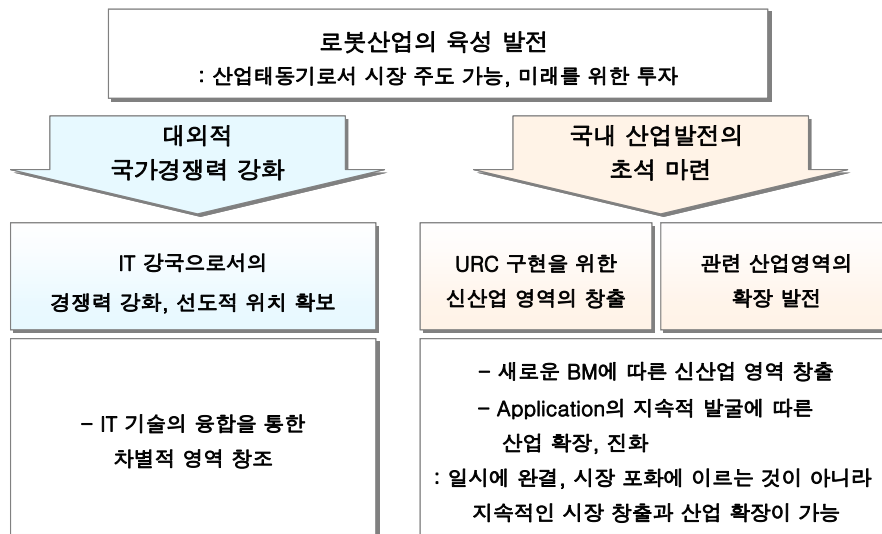 로봇산업의 육성 발전
: 산업태동기로서 시장 주도 가능, 미래를 위한 투자
대외적
국가경쟁력 강화
국내 산업발전의
초석 마련
IT 강국으로서의
경쟁력 강화, 선도적 위치 확보
URC 구현을 위한
신산업 영역의 창출
관련 산업영역의
확장 발전
– IT 기술의 융합을 통한
차별적 영역 창조
– 새로운 BM에 따른 신산업 영역 창출
– Application의 지속적 발굴에 따른
산업 확장, 진화
: 일시에 완결, 시장 포화에 이르는 것이 아니라
지속적인 시장 창출과 산업 확장이 가능